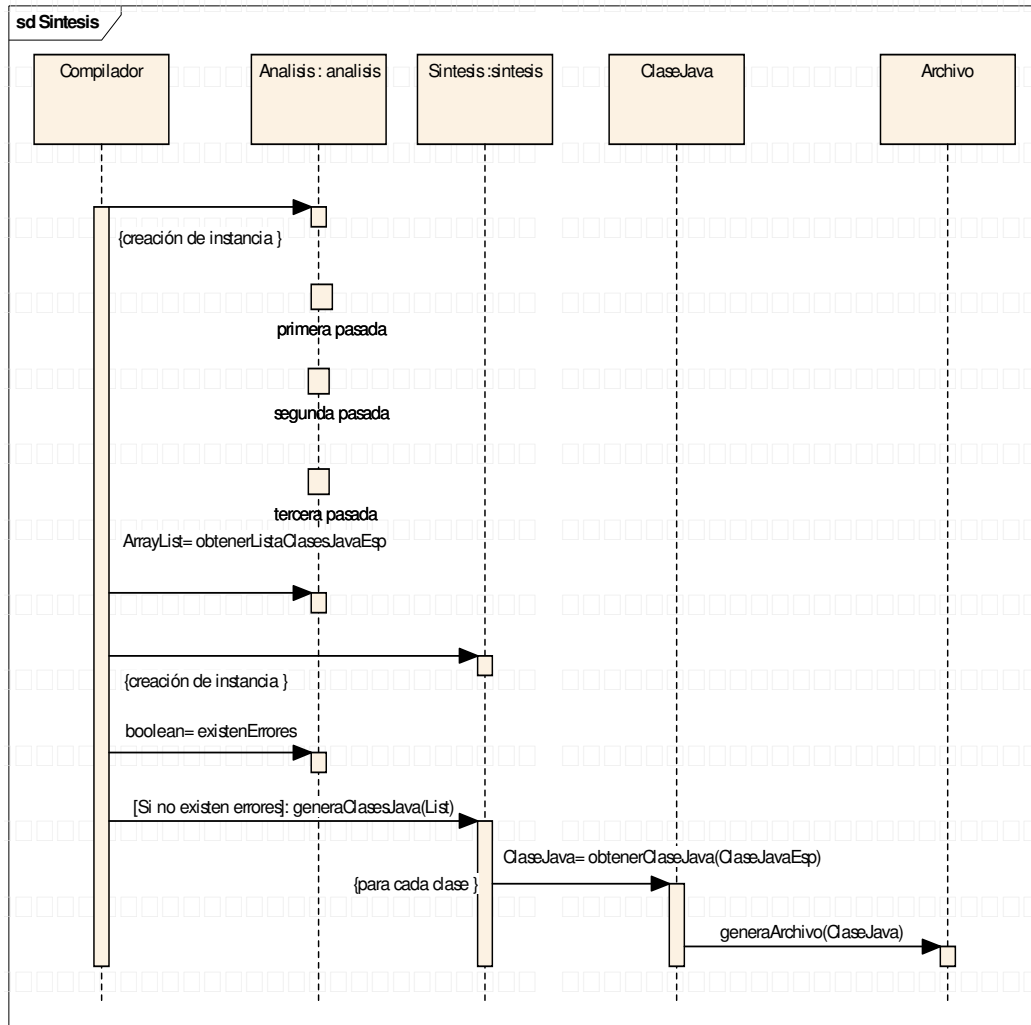 sd Sintesis
Compilador
Analisis : analisis
Sintesis :sintesis
ClaseJava
Archivo
{creación de instancia }
primera pasada
segunda pasada
tercera pasada
ArrayList= obtenerListaClasesJavaEsp
{creación de instancia }
boolean= existenErrores
[Si no existen errores]: generaClasesJava(List)
ClaseJava= obtenerClaseJava(ClaseJavaEsp)
{para cada clase }
generaArchivo(ClaseJava)